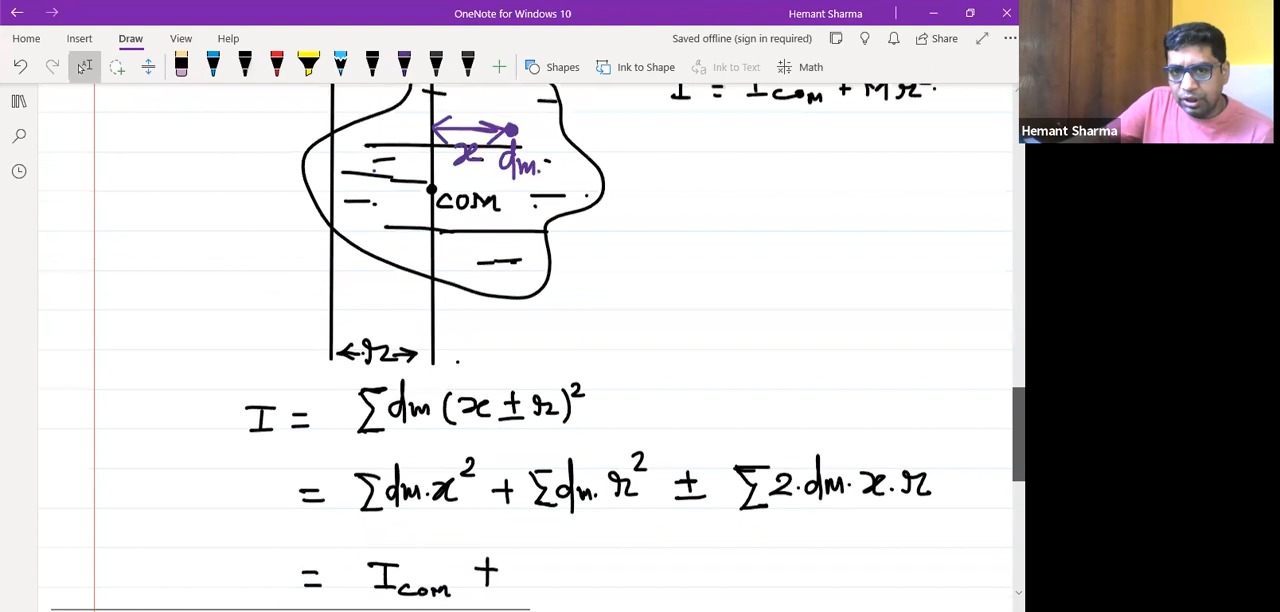 OneNote for Windows 10
Hemant Sharma
Home Insert Draw View Help
Saved offline (sign in required)
Share
Shapes
Ink to Shape
Ink to Text
Math
I = I com + Mr².
Hemant Sharma
x dm.
com
r
I = Σ dm (x ± r)²
= Σ dm.x² + Σ dm. r² ± Σ 2.dm.x.r
= I com +